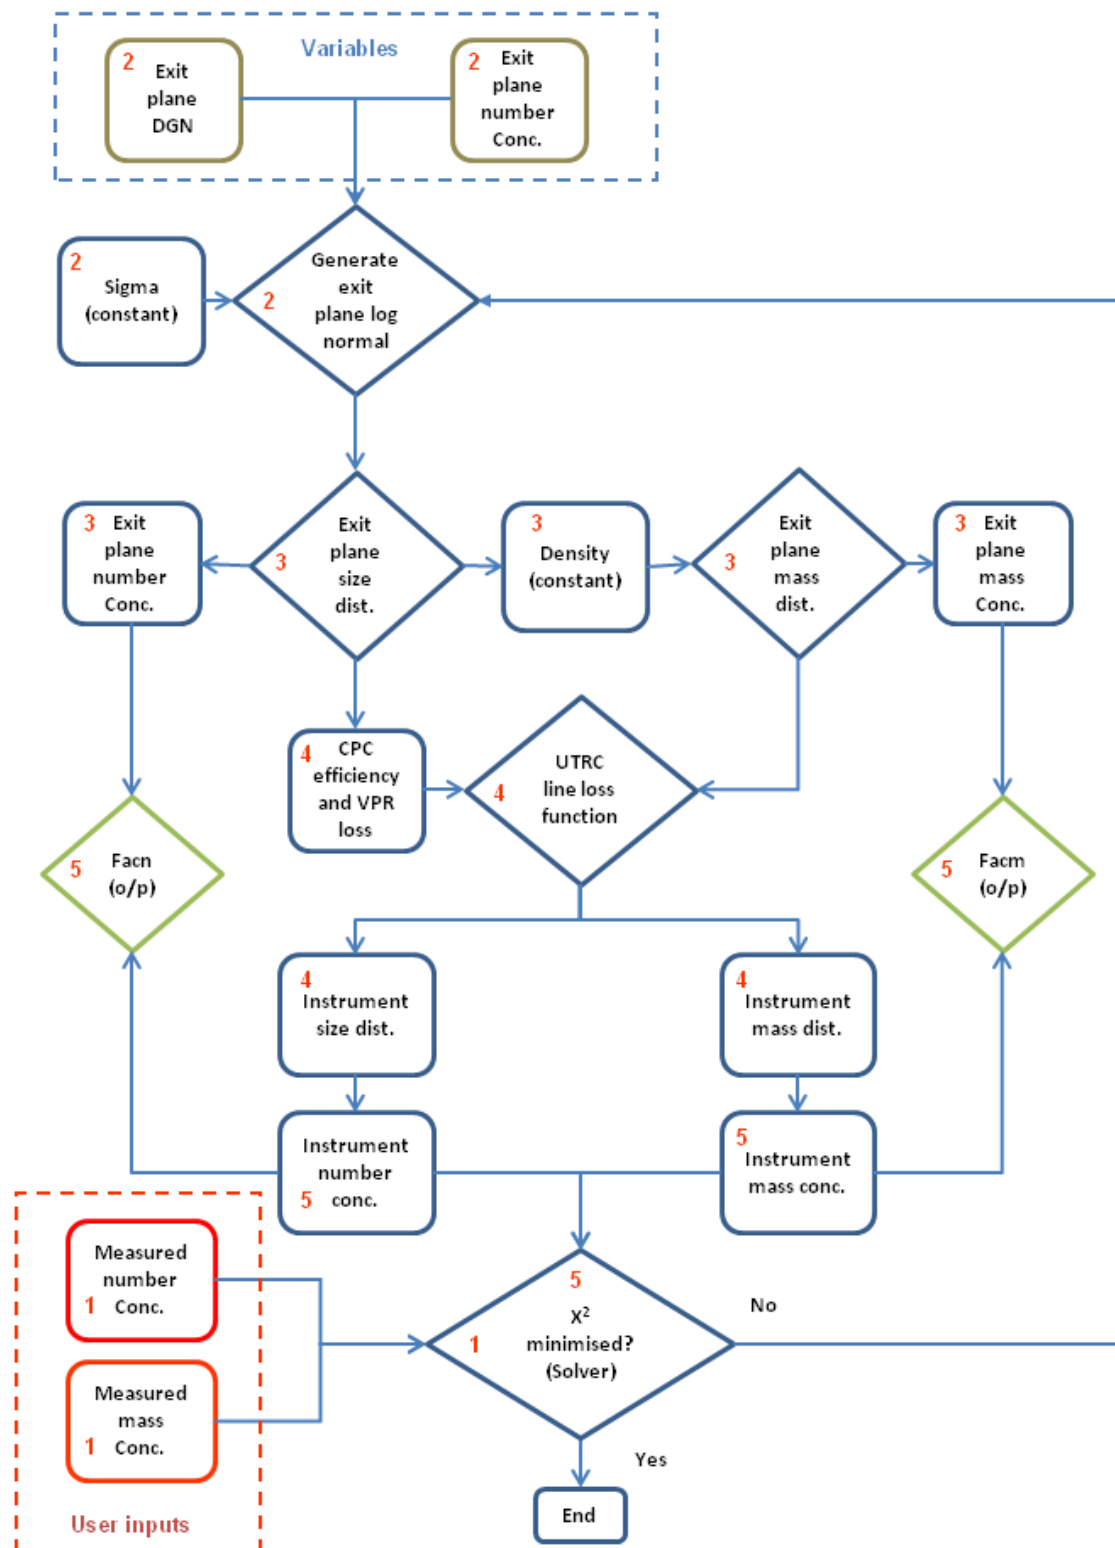 Variables
2 Exit
plane
DGN
2 Exit
plane
number
Conc.
2
Sigma
(constant)
Generate
exit
2 plane log
normal
3 Exit
plane
number
Conc.
Exit
plane
3 size
dist.
3
Density
(constant)
Exit
plane
3 mass
dist.
3 Exit
plane
mass
Conc.
4 CPC
efficiency
and VPR
loss
UTRC
4 line loss
function
5 Facn
(o/p)
5 Facm
(o/p)
4
Instrument
size dist.
4
Instrument
mass dist.
Instrument
number
5 conc.
5
Instrument
mass conc.
Measured
number
1 Conc.
Measured
mass
1 Conc.
User inputs
5
X²
1 minimised?
(Solver)
No
Yes
End